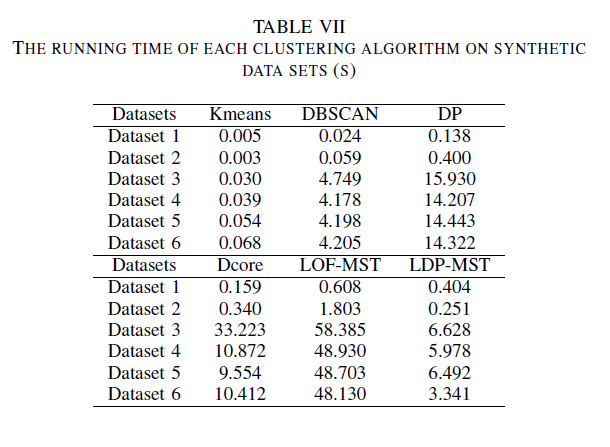 TABLE VII
THE RUNNING TIME OF EACH CLUSTERING ALGORITHM ON SYNTHETIC
DATA SETS (S)
Datasets Kmeans DBSCAN DP
Dataset 1 0.005 0.024 0.138
Dataset 2 0.003 0.059 0.400
Dataset 3 0.030 4.749 15.930
Dataset 4 0.039 4.178 14.207
Dataset 5 0.054 4.198 14.443
Dataset 6 0.068 4.205 14.322
Datasets Dcore LOF-MST LDP-MST
Dataset 1 0.159 0.608 0.404
Dataset 2 0.340 1.803 0.251
Dataset 3 33.223 58.385 6.628
Dataset 4 10.872 48.930 5.978
Dataset 5 9.554 48.703 6.492
Dataset 6 10.412 48.130 3.341